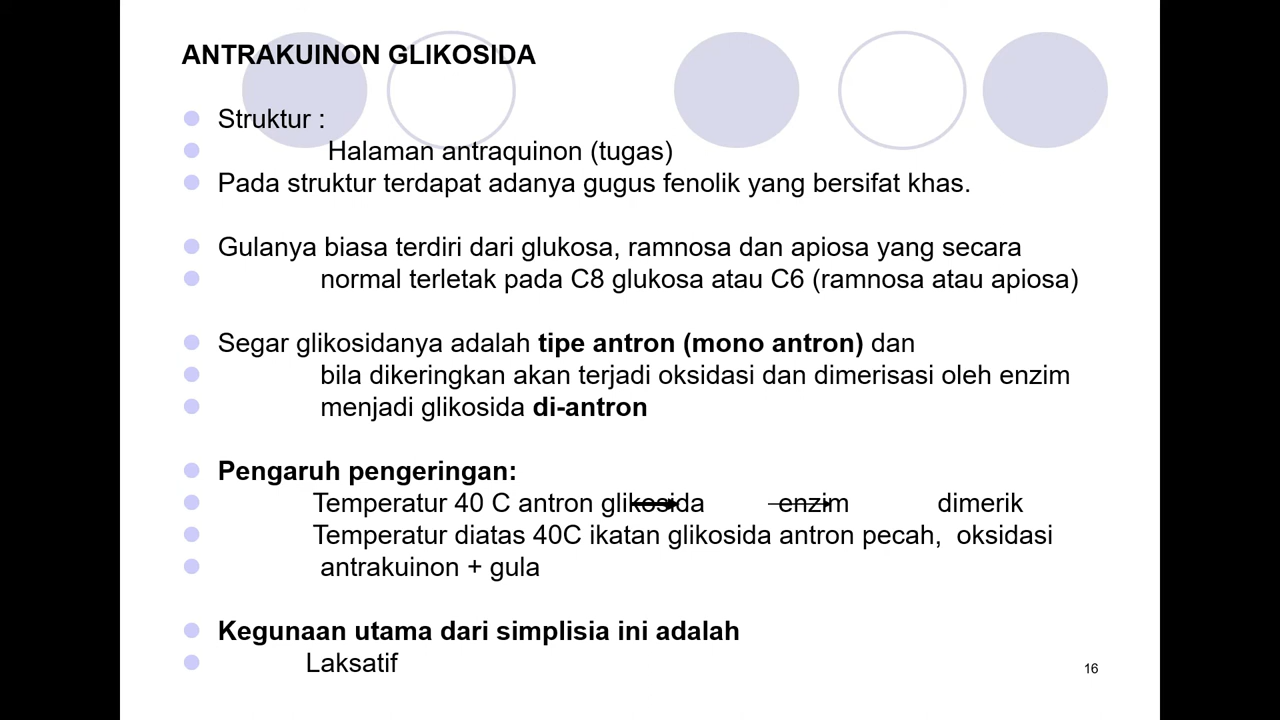 ANTRAKUINON GLIKOSIDA
Struktur :
Halaman antraquinon (tugas)
Pada struktur terdapat adanya gugus fenolik yang bersifat khas.
Gulanya biasa terdiri dari glukosa, ramnosa dan apiosa yang secara
normal terletak pada C8 glukosa atau C6 (ramnosa atau apiosa)
Segar glikosidanya adalah tipe antron (mono antron) dan
bila dikeringkan akan terjadi oksidasi dan dimerisasi oleh enzim
menjadi glikosida di-antron
Pengaruh pengeringan:
Temperatur 40 C antron glikosida enzim dimerik
Temperatur diatas 40C ikatan glikosida antron pecah, oksidasi
antrakuinon + gula
Kegunaan utama dari simplisia ini adalah
Laksatif
16